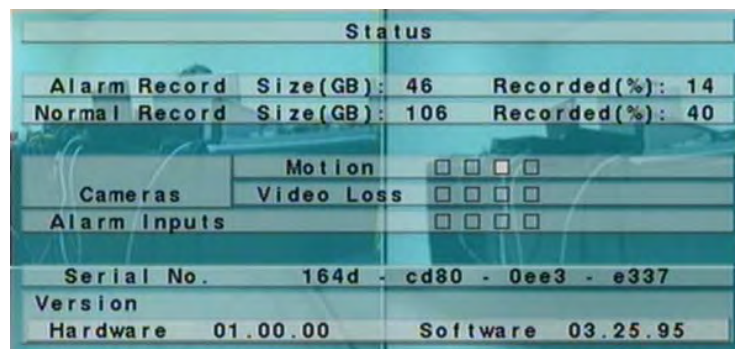 Status
Alarm Record Size(GB): 46 Recorded(%): 14
Normal Record Size(GB): 106 Recorded(%): 40
Motion
Cameras
Video Loss
Alarm Inputs
Serial No. 164d - cd80 - 0ee3 - e337
Version
Hardware 01.00.00 Software 03.25.95